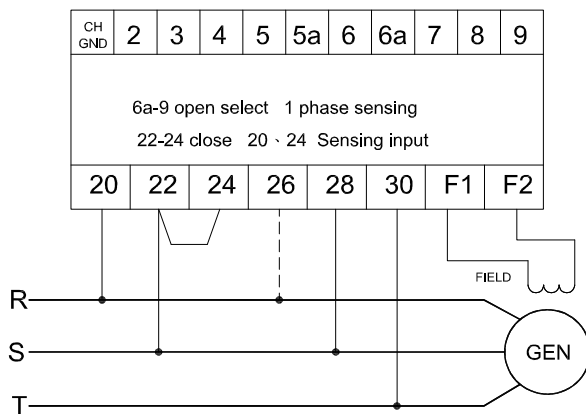 CH GND 2 3 4 5 5a 6 6a 7 8 9
6a-9 open select 1 phase sensing
22-24 close 20、24 Sensing input
20 22 24 26 28 30 F1 F2
FIELD
R
S
GEN
T